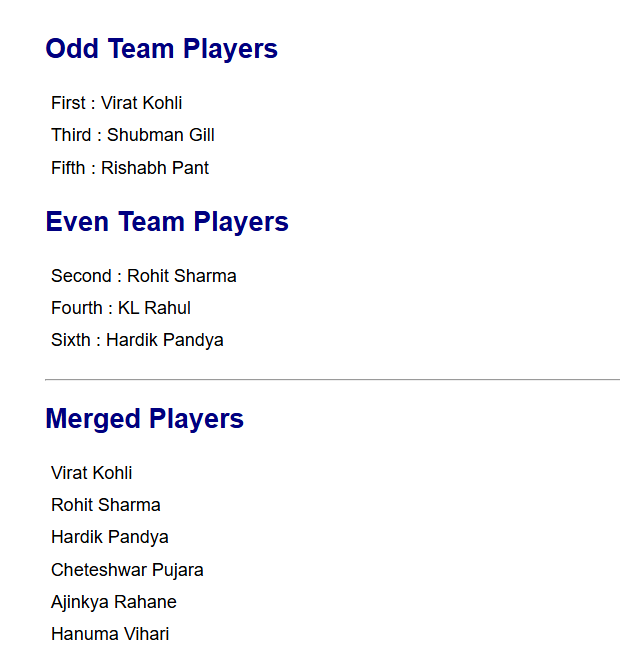 Odd Team Players
First : Virat Kohli
Third : Shubman Gill
Fifth : Rishabh Pant
Even Team Players
Second : Rohit Sharma
Fourth : KL Rahul
Sixth : Hardik Pandya
Merged Players
Virat Kohli
Rohit Sharma
Hardik Pandya
Cheteshwar Pujara
Ajinkya Rahane
Hanuma Vihari